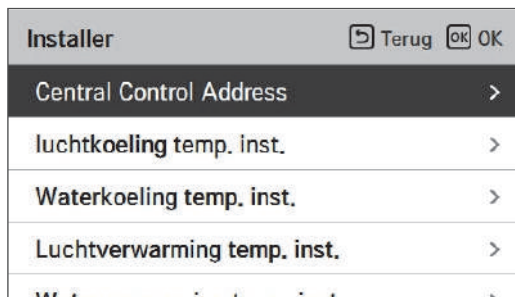 Installer Terug OK OK
Central Control Address >
luchtkoeling temp. inst. >
Waterkoeling temp. inst. >
Luchtverwarming temp. inst. >